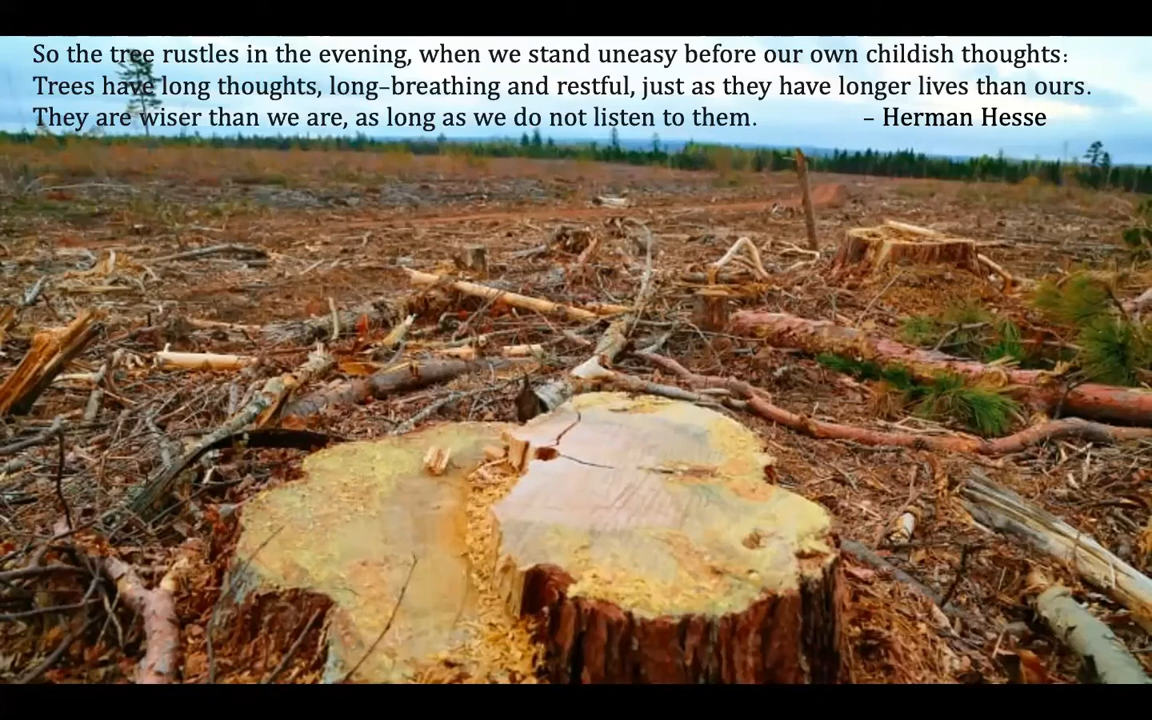 So the tree rustles in the evening, when we stand uneasy before our own childish thoughts:
Trees have long thoughts, long-breathing and restful, just as they have longer lives than ours.
They are wiser than we are, as long as we do not listen to them. – Herman Hesse